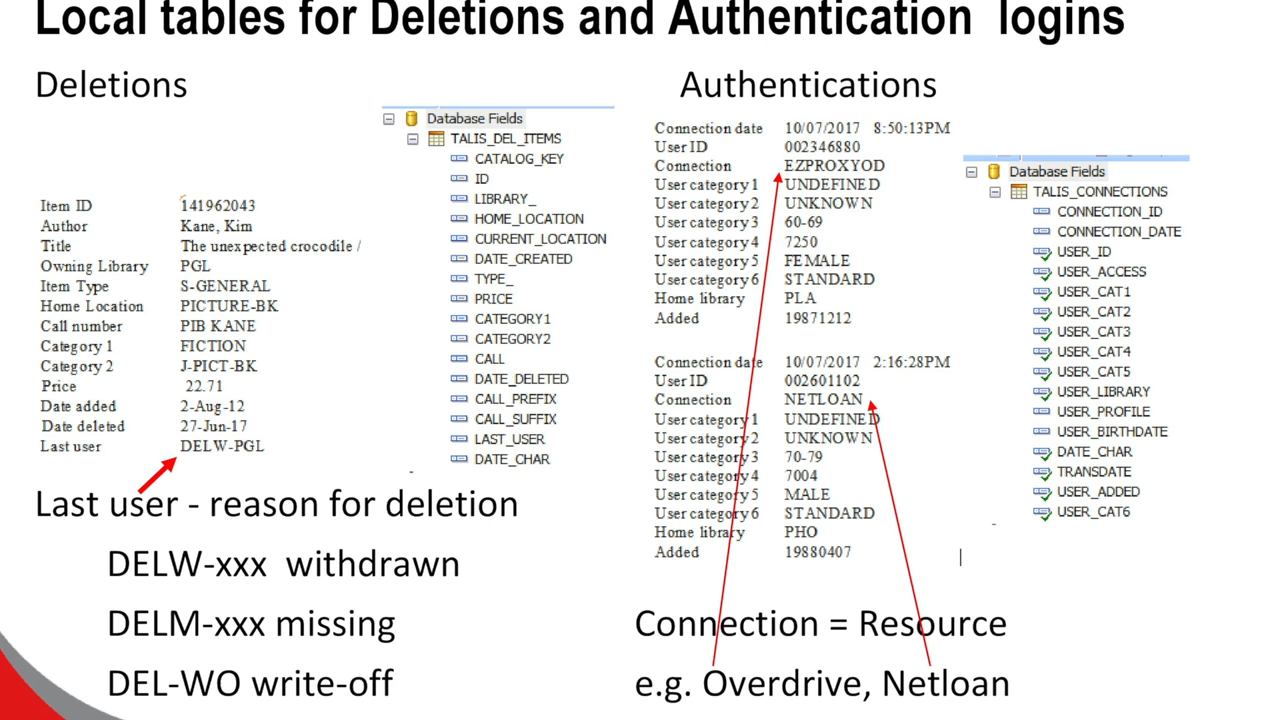 Local tables for Deletions and Authentication logins
Deletions
Item ID 141962043
Author Kane, Kim
Title The unexpected crocodile /
Owning Library PGL
Item Type S-GENERAL
Home Location PICTURE-BK
Call number PIB KANE
Category 1 FICTION
Category 2 J-PICT-BK
Price 22.71
Date added 2-Aug-12
Date deleted 27-Jun-17
Last user DELW-PGL
Database Fields
TALIS_DEL_ITEMS
CATALOG_KEY
ID
LIBRARY_
HOME_LOCATION
CURRENT_LOCATION
DATE_CREATED
TYPE_
PRICE
CATEGORY1
CATEGORY2
CALL
DATE_DELETED
CALL_PREFIX
CALL_SUFFIX
LAST_USER
DATE_CHAR
Last user - reason for deletion
DELW-xxx withdrawn
DELM-xxx missing
DEL-WO write-off
Authentications
Connection date 10/07/2017 8:50:13PM
User ID 002346880
Connection EZPROXYOD
User category 1 UNDEFINED
User category 2 UNKNOWN
User category 3 60-69
User category 4 7250
User category 5 FEMALE
User category 6 STANDARD
Home library PLA
Added 19871212
Connection date 10/07/2017 2:16:28PM
User ID 002601102
Connection NETLOAN
User category 1 UNDEFINED
User category 2 UNKNOWN
User category 3 70-79
User category 4 7004
User category 5 MALE
User category 6 STANDARD
Home library PHO
Added 19880407
Database Fields
TALIS_CONNECTIONS
CONNECTION_ID
CONNECTION_DATE
USER_ID
USER_ACCESS
USER_CAT1
USER_CAT2
USER_CAT3
USER_CAT4
USER_CAT5
USER_LIBRARY
USER_PROFILE
USER_BIRTHDATE
DATE_CHAR
TRANSDATE
USER_ADDED
USER_CAT6
Connection = Resource
e.g. Overdrive, Netloan